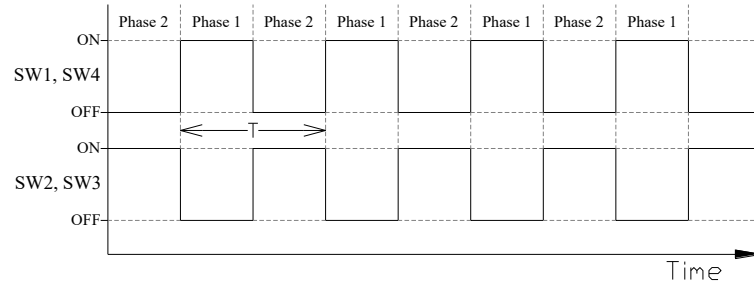 Phase 2 Phase 1 Phase 2 Phase 1 Phase 2 Phase 1 Phase 2 Phase 1
ON
SW1, SW4
OFF
T
ON
SW2, SW3
OFF
Time